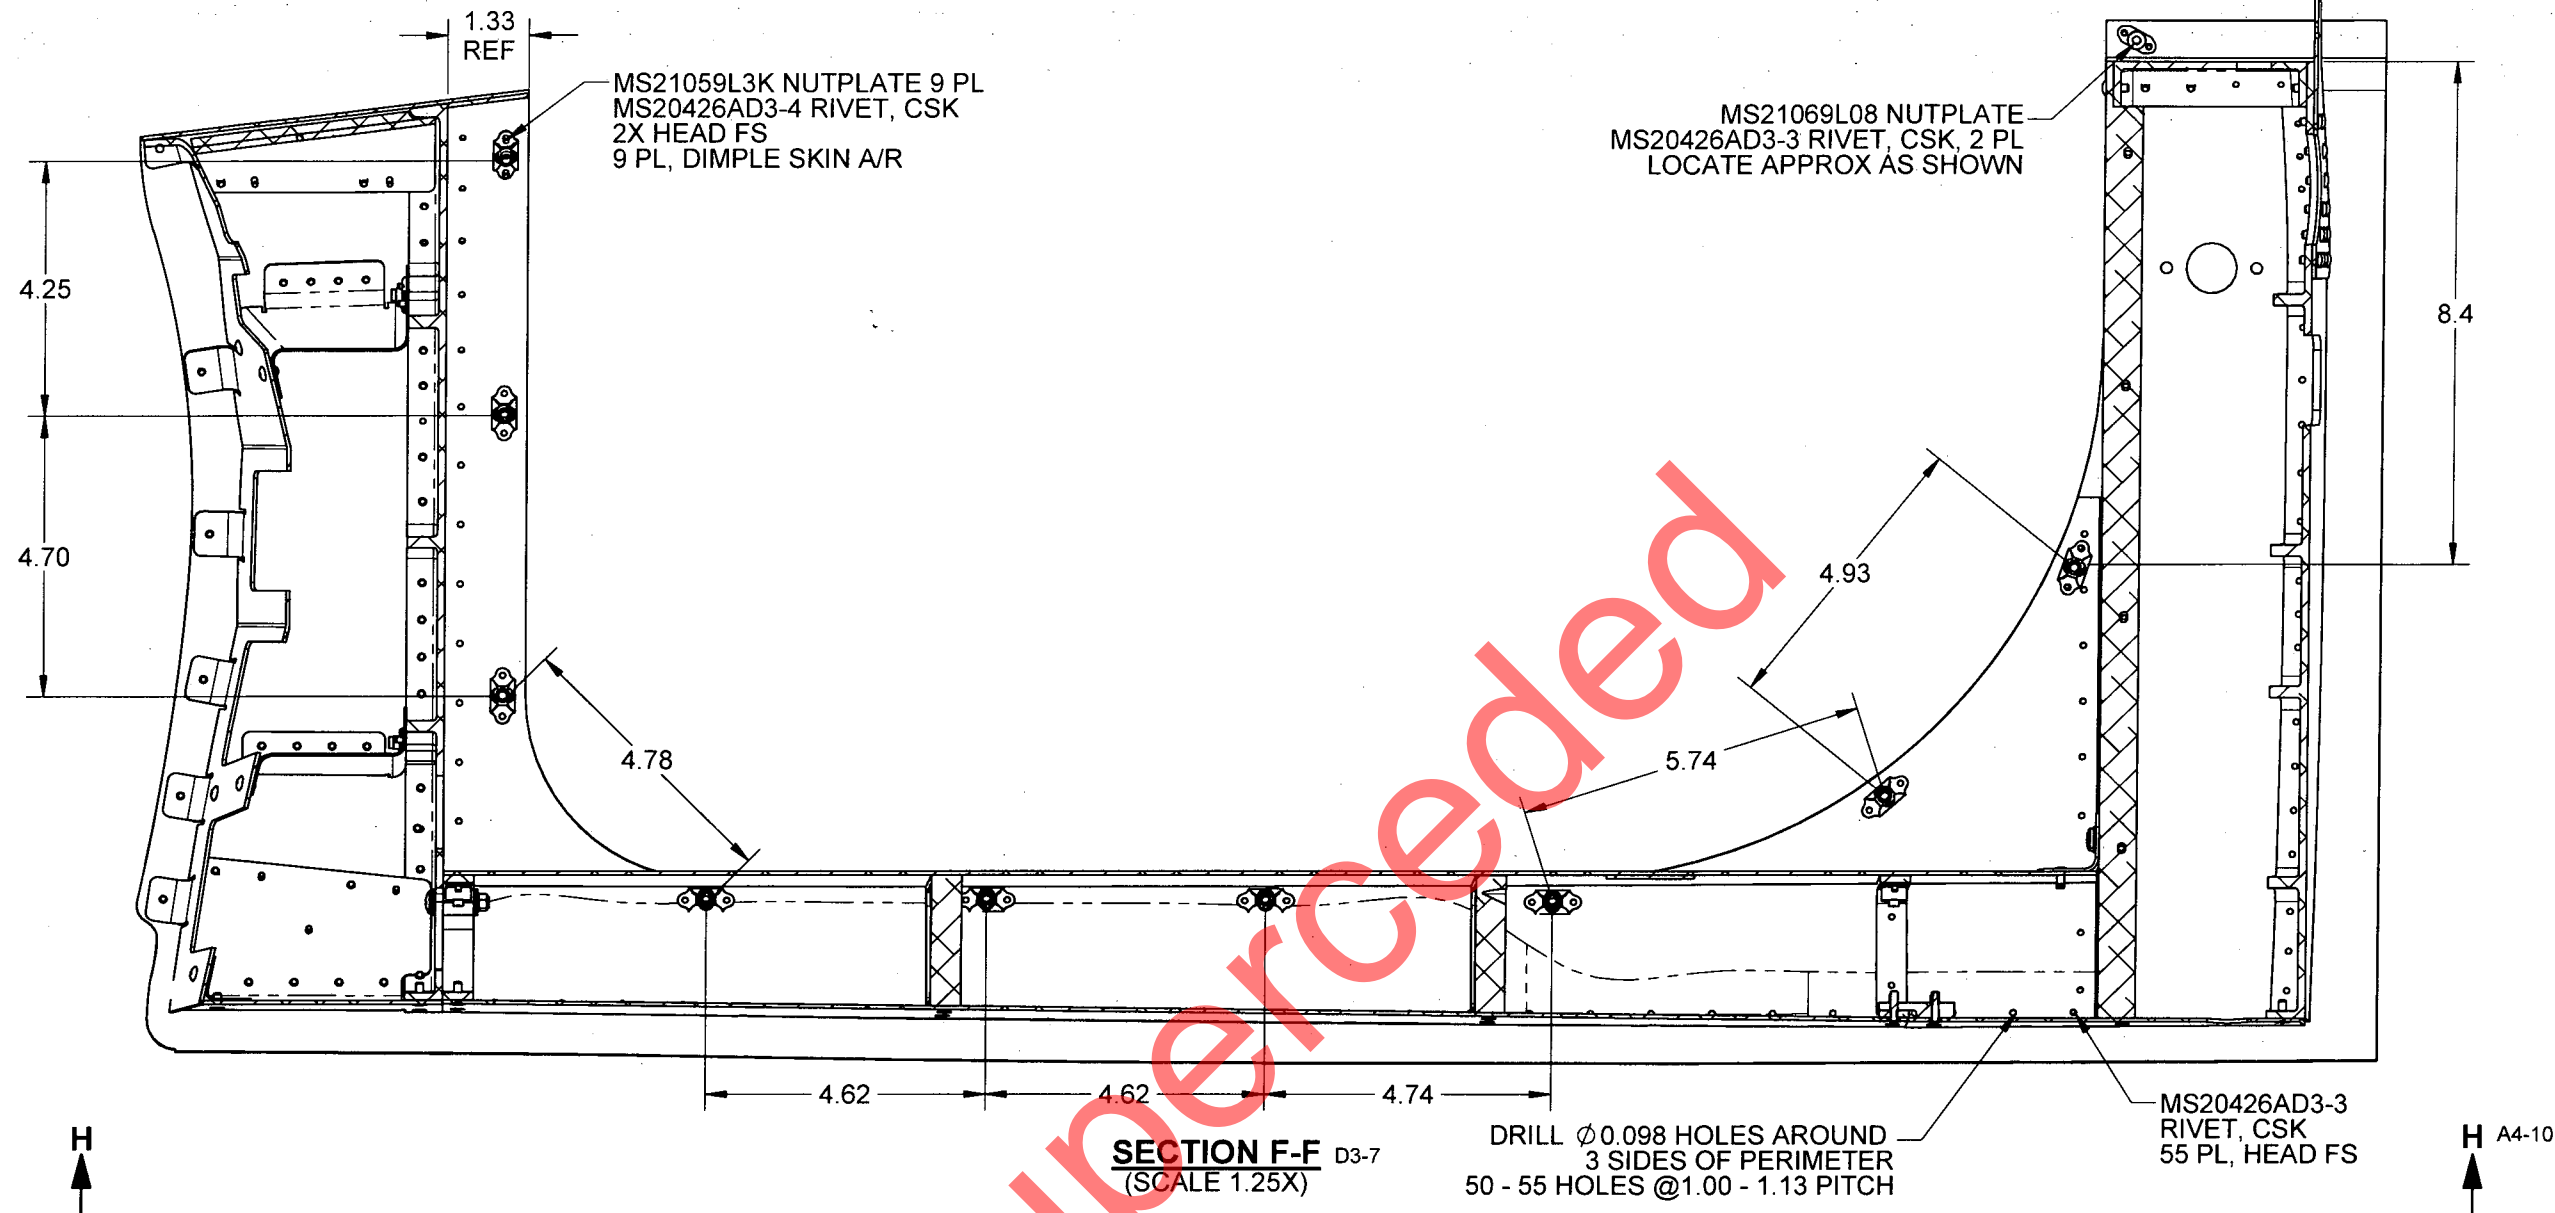 1.33
REF
MS21059L3K NUTPLATE 9 PL
MS20426AD3-4 RIVET, CSK
2X HEAD FS
9 PL, DIMPLE SKIN A/R
MS21069L08 NUTPLATE
MS20426AD3-3 RIVET, CSK, 2 PL
LOCATE APPROX AS SHOWN
4.25
8.4
4.70
4.93
4.78
5.74
4.62
4.62
4.74
uperceded
SECTION F-F D3-7
(SCALE 1.25X)
DRILL ∅0.098 HOLES AROUND
3 SIDES OF PERIMETER
50 - 55 HOLES @1.00 - 1.13 PITCH
MS20426AD3-3
RIVET, CSK
55 PL, HEAD FS
H
H A4-10